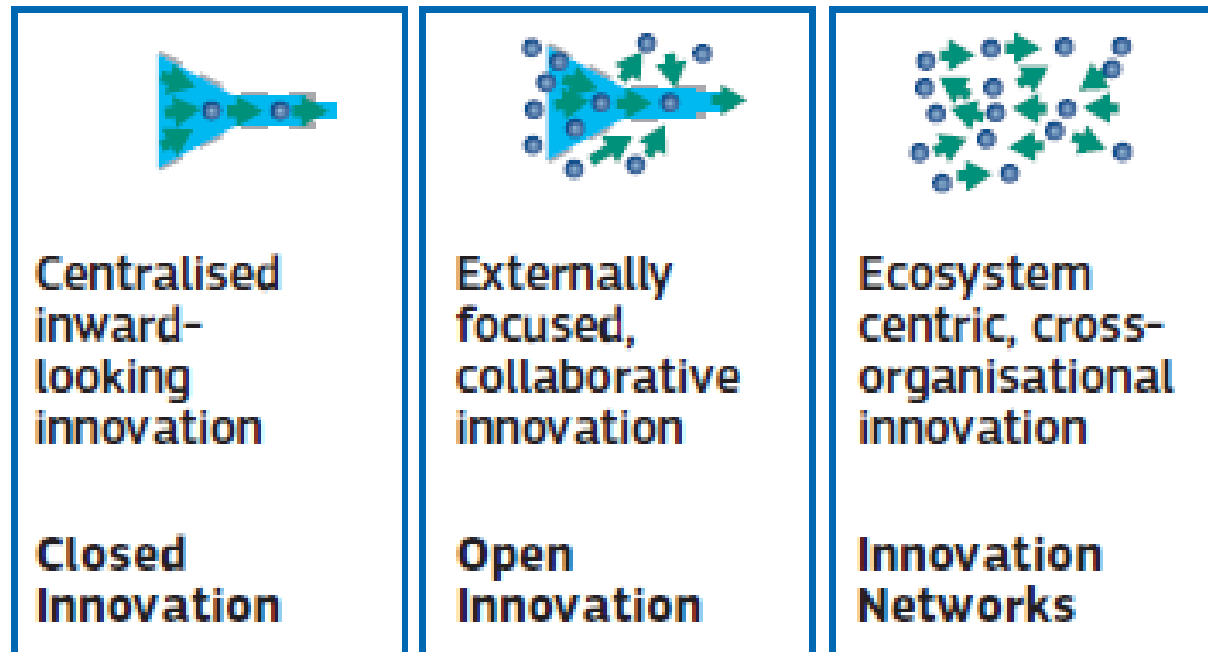 Centralised
inward-
looking
innovation
Closed
Innovation
Externally
focused,
collaborative
innovation
Open
Innovation
Ecosystem
centric, cross-
organisational
innovation
Innovation
Networks